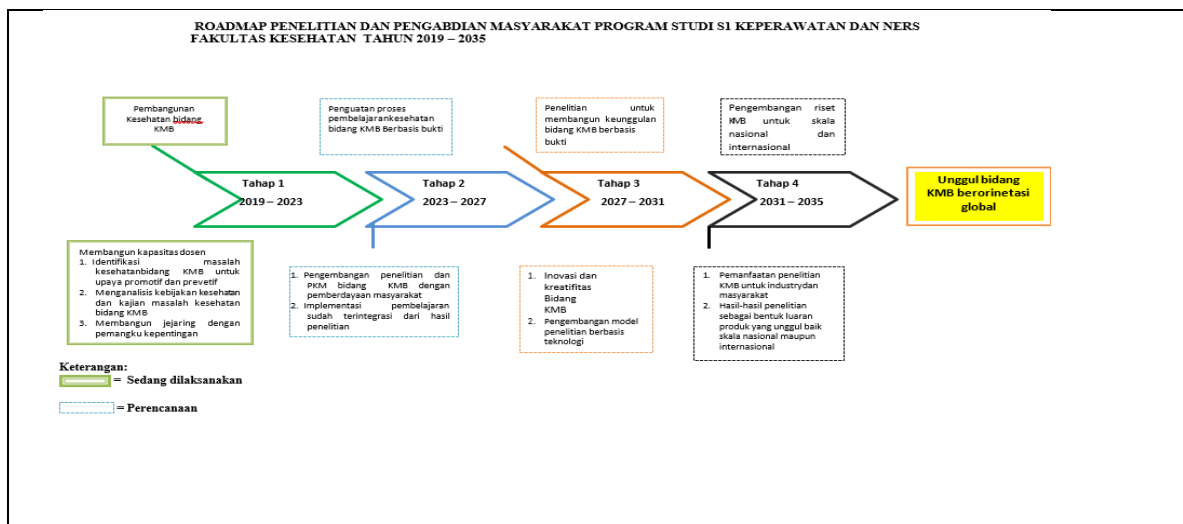 ROADMAP PENELITIAN DAN PENGABDIAN MASYARAKAT PROGRAM STUDI S1 KEPERAWATAN DAN NERS
FAKULTAS KESEHATAN TAHUN 2019 – 2035
Pembangunan
Kesehatan bidang
KMB
Penguatan proses
pembelajarankesehatan
bidang KMB Berbasis bukti
Penelitian untuk
membangun keunggulan
bidang KMB berbasis
bukti
Pengembangan riset
KMB untuk skala
nasional dan
internasional
Tahap 1
2019 – 2023
Tahap 2
2023 – 2027
Tahap 3
2027 – 2031
Tahap 4
2031 – 2035
Unggul bidang
KMB berorinetasi
global
Membangun kapasitas dosen
1. Identifikasi masalah
kesehatanbidang KMB untuk
upaya promotif dan prevetif
2. Menganalisis kebijakan kesehatan
dan kajian masalah kesehatan
bidang KMB
3. Membangun jejaring dengan
pemangku kepentingan
1. Pengembangan penelitian dan
PKM bidang KMB dengan
pemberdayaan masyarakat
2. Implementasi pembelajaran
sudah terintegrasi dari hasil
penelitian
1. Inovasi dan
kreatifitas
Bidang
KMB
2. Pengembangan model
penelitian berbasis
teknologi
1. Pemanfaatan penelitian
KMB untuk industrydan
masyarakat
2. Hasil-hasil penelitian
sebagai bentuk luaran
produk yang unggul baik
skala nasional maupun
internasional
Keterangan:
= Sedang dilaksanakan
= Perencanaan